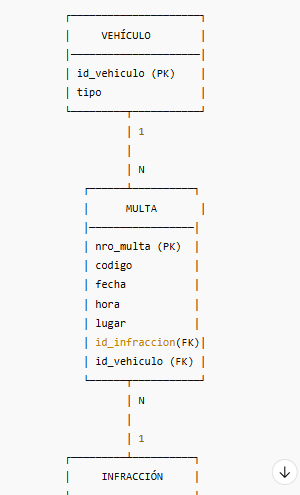 VEHÍCULO
id_vehiculo (PK)
tipo
1
N
MULTA
nro_multa (PK)
codigo
fecha
hora
lugar
id_infraccion(FK)
id_vehiculo (FK)
N
1
INFRACCIÓN